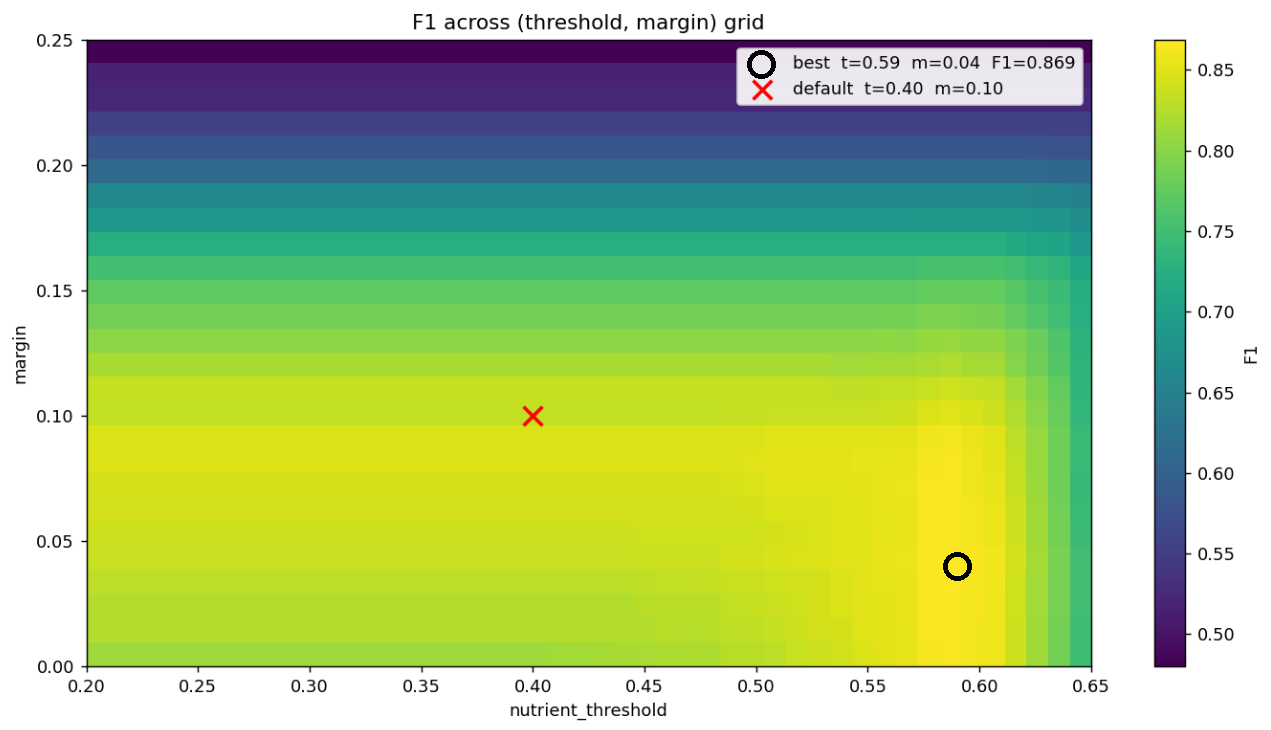 F1 across (threshold, margin) grid
best  t=0.59  m=0.04  F1=0.869
default  t=0.40  m=0.10
margin
0.25
0.20
0.15
0.10
0.05
0.00
0.20 0.25 0.30 0.35 0.40 0.45 0.50 0.55 0.60 0.65
nutrient_threshold
0.85
0.80
0.75
0.70
0.65
0.60
0.55
0.50
F1